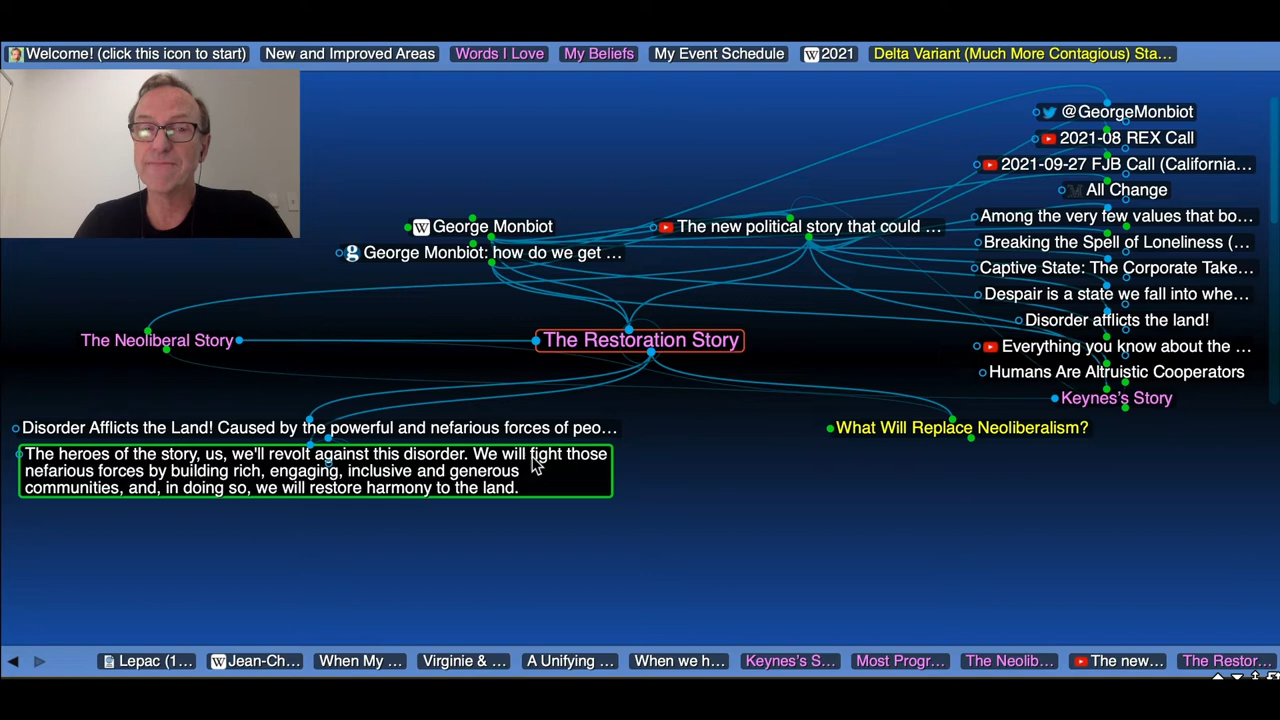 Welcome! (click this icon to start)
New and Improved Areas
Words I Love
My Beliefs
My Event Schedule
W 2021
Delta Variant (Much More Contagious) Sta...
@GeorgeMonbiot
2021-08 REX Call
2021-09-27 FJB Call (California...
All Change
W George Monbiot
The new political story that could ...
Among the very few values that bo...
g George Monbiot: how do we get ...
Breaking the Spell of Loneliness (...
Captive State: The Corporate Take...
Despair is a state we fall into whe...
Disorder afflicts the land!
The Neoliberal Story
The Restoration Story
Everything you know about the ...
Humans Are Altruistic Cooperators
Keynes's Story
Disorder Afflicts the Land! Caused by the powerful and nefarious forces of peo...
What Will Replace Neoliberalism?
The heroes of the story, us, we'll revolt against this disorder. We will fight those
nefarious forces by building rich, engaging, inclusive and generous
communities, and, in doing so, we will restore harmony to the land.
Lepac (1...
W Jean-Ch...
When My ...
Virginie & ...
A Unifying ...
When we h...
Keynes's S...
Most Progr...
The Neolib...
The new...
The Restor...